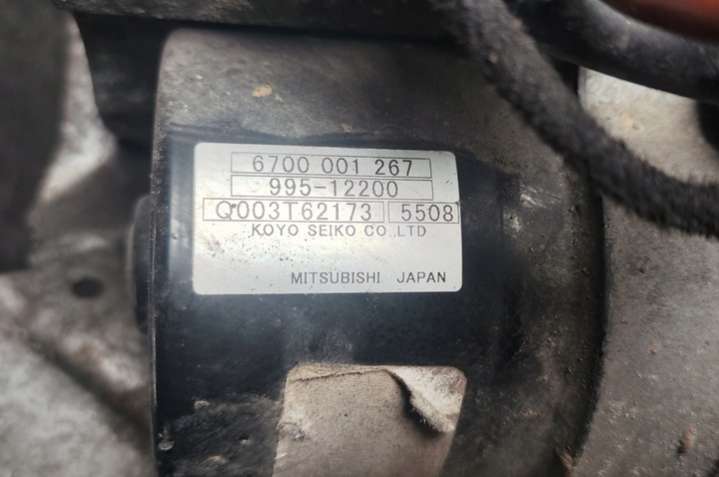 6700 001 267
995-12200
Q003T62173 5508
KOYO SEIKO CO.,LTD
MITSUBISHI JAPAN